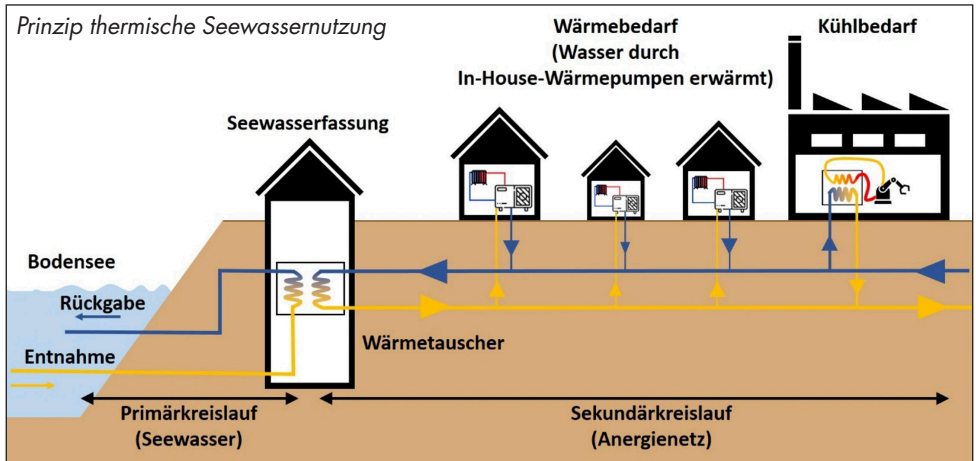 Prinzip thermische Seewassernutzung
Wärmebedarf
(Wasser durch
In-House-Wärmepumpen erwärmt)
Kühlbedarf
Seewasserfassung
Bodensee
Rückgabe
Entnahme
Wärmetauscher
Primärkreislauf
(Seewasser)
Sekundärkreislauf
(Anergienetz)